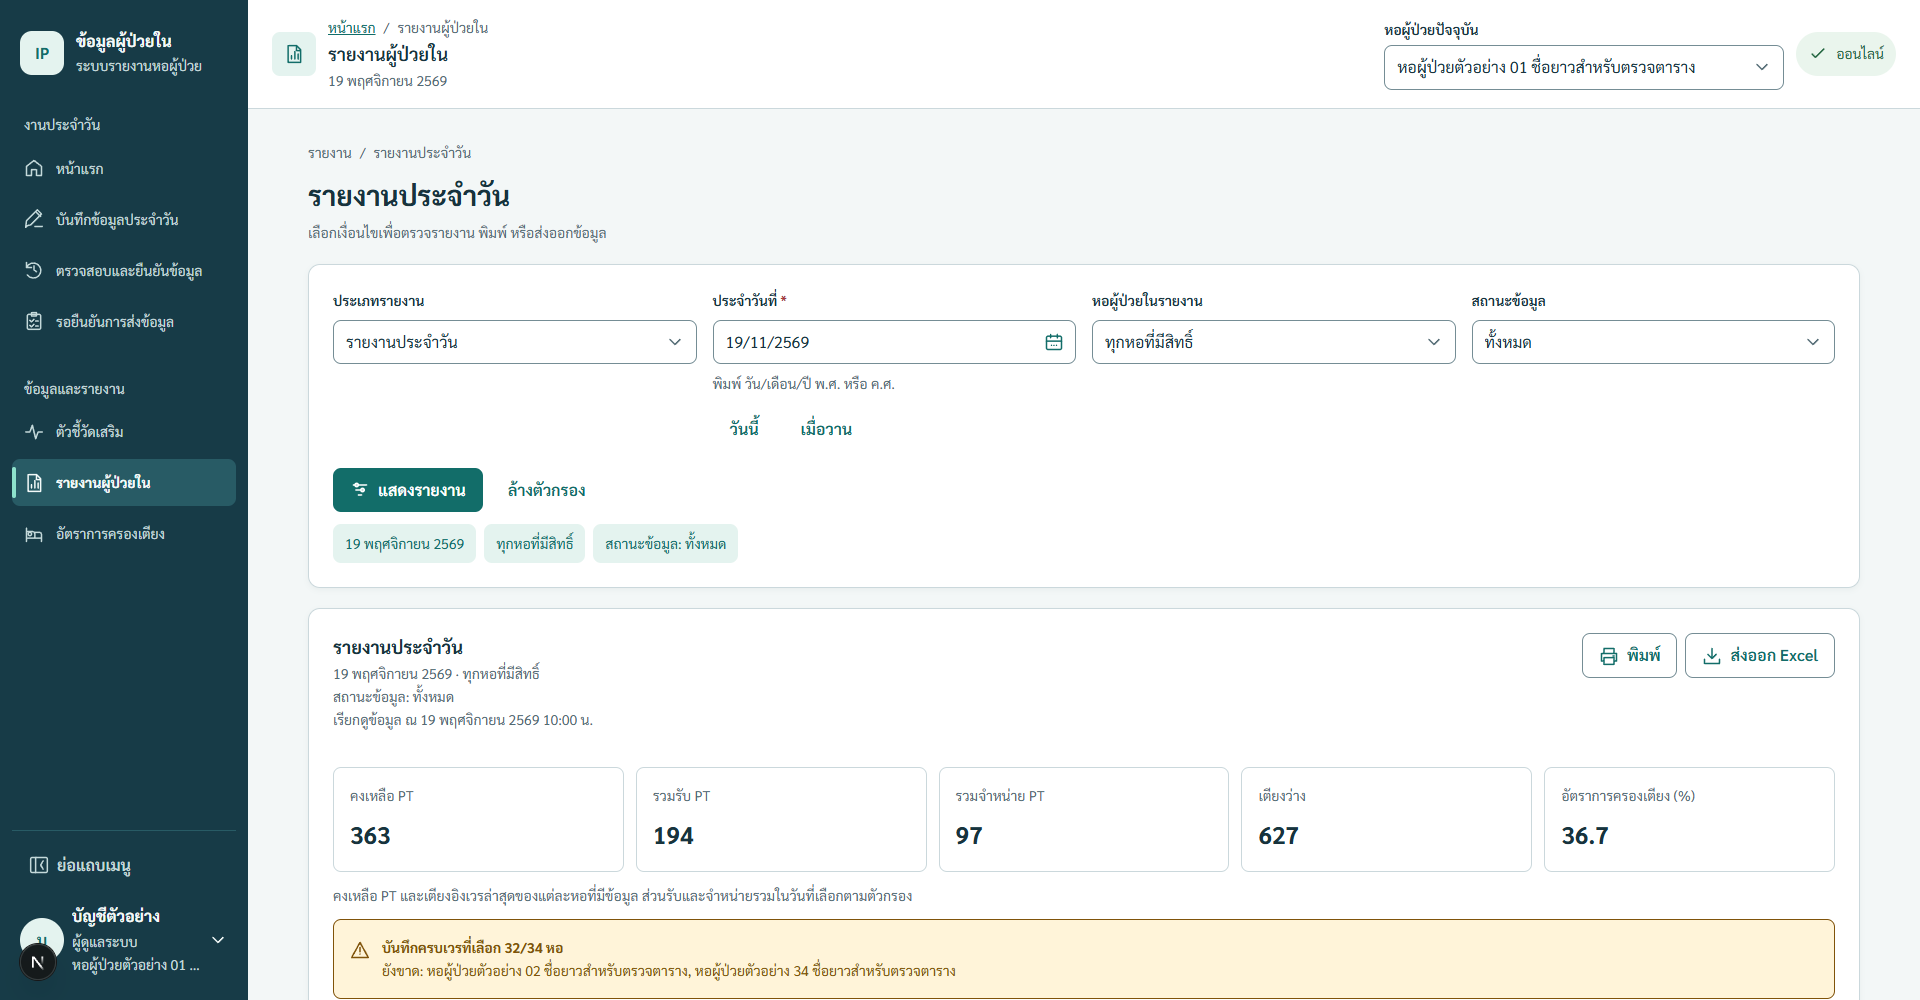 IP
ข้อมูลผู้ป่วยใน
ระบบรายงานหอผู้ป่วย
งานประจำวัน
หน้าแรก
บันทึกข้อมูลประจำวัน
ตรวจสอบและยืนยันข้อมูล
รอยืนยันการส่งข้อมูล
ข้อมูลและรายงาน
ตัวชี้วัดเสริม
รายงานผู้ป่วยใน
อัตราการครองเตียง
ย่อแถบเมนู
บัญชีตัวอย่าง
ผู้ดูแลระบบ
หอผู้ป่วยตัวอย่าง 01 ...
N
หน้าแรก / รายงานผู้ป่วยใน
รายงานผู้ป่วยใน
19 พฤศจิกายน 2569
หอผู้ป่วยปัจจุบัน
หอผู้ป่วยตัวอย่าง 01 ชื่อยาวสำหรับตรวจตาราง
ออนไลน์
รายงาน / รายงานประจำวัน
รายงานประจำวัน
เลือกเงื่อนไขเพื่อตรวจรายงาน พิมพ์ หรือส่งออกข้อมูล
ประเภทรายงาน
รายงานประจำวัน
ประจำวันที่ *
19/11/2569
พิมพ์ วัน/เดือน/ปี พ.ศ. หรือ ค.ศ.
วันนี้ เมื่อวาน
หอผู้ป่วยในรายงาน
ทุกหอที่มีสิทธิ์
สถานะข้อมูล
ทั้งหมด
แสดงรายงาน ล้างตัวกรอง
19 พฤศจิกายน 2569 ทุกหอที่มีสิทธิ์ สถานะข้อมูล: ทั้งหมด
รายงานประจำวัน
19 พฤศจิกายน 2569 · ทุกหอที่มีสิทธิ์
สถานะข้อมูล: ทั้งหมด
เรียกดูข้อมูล ณ 19 พฤศจิกายน 2569 10:00 น.
พิมพ์ ส่งออก Excel
คงเหลือ PT
363
รวมรับ PT
194
รวมจำหน่าย PT
97
เตียงว่าง
627
อัตราการครองเตียง (%)
36.7
คงเหลือ PT และเตียงอิงเวรล่าสุดของแต่ละหอที่มีข้อมูล ส่วนรับและจำหน่ายรวมในวันที่เลือกตามตัวกรอง
บันทึกครบเวรที่เลือก 32/34 หอ
ยังขาด: หอผู้ป่วยตัวอย่าง 02 ชื่อยาวสำหรับตรวจตาราง, หอผู้ป่วยตัวอย่าง 34 ชื่อยาวสำหรับตรวจตาราง